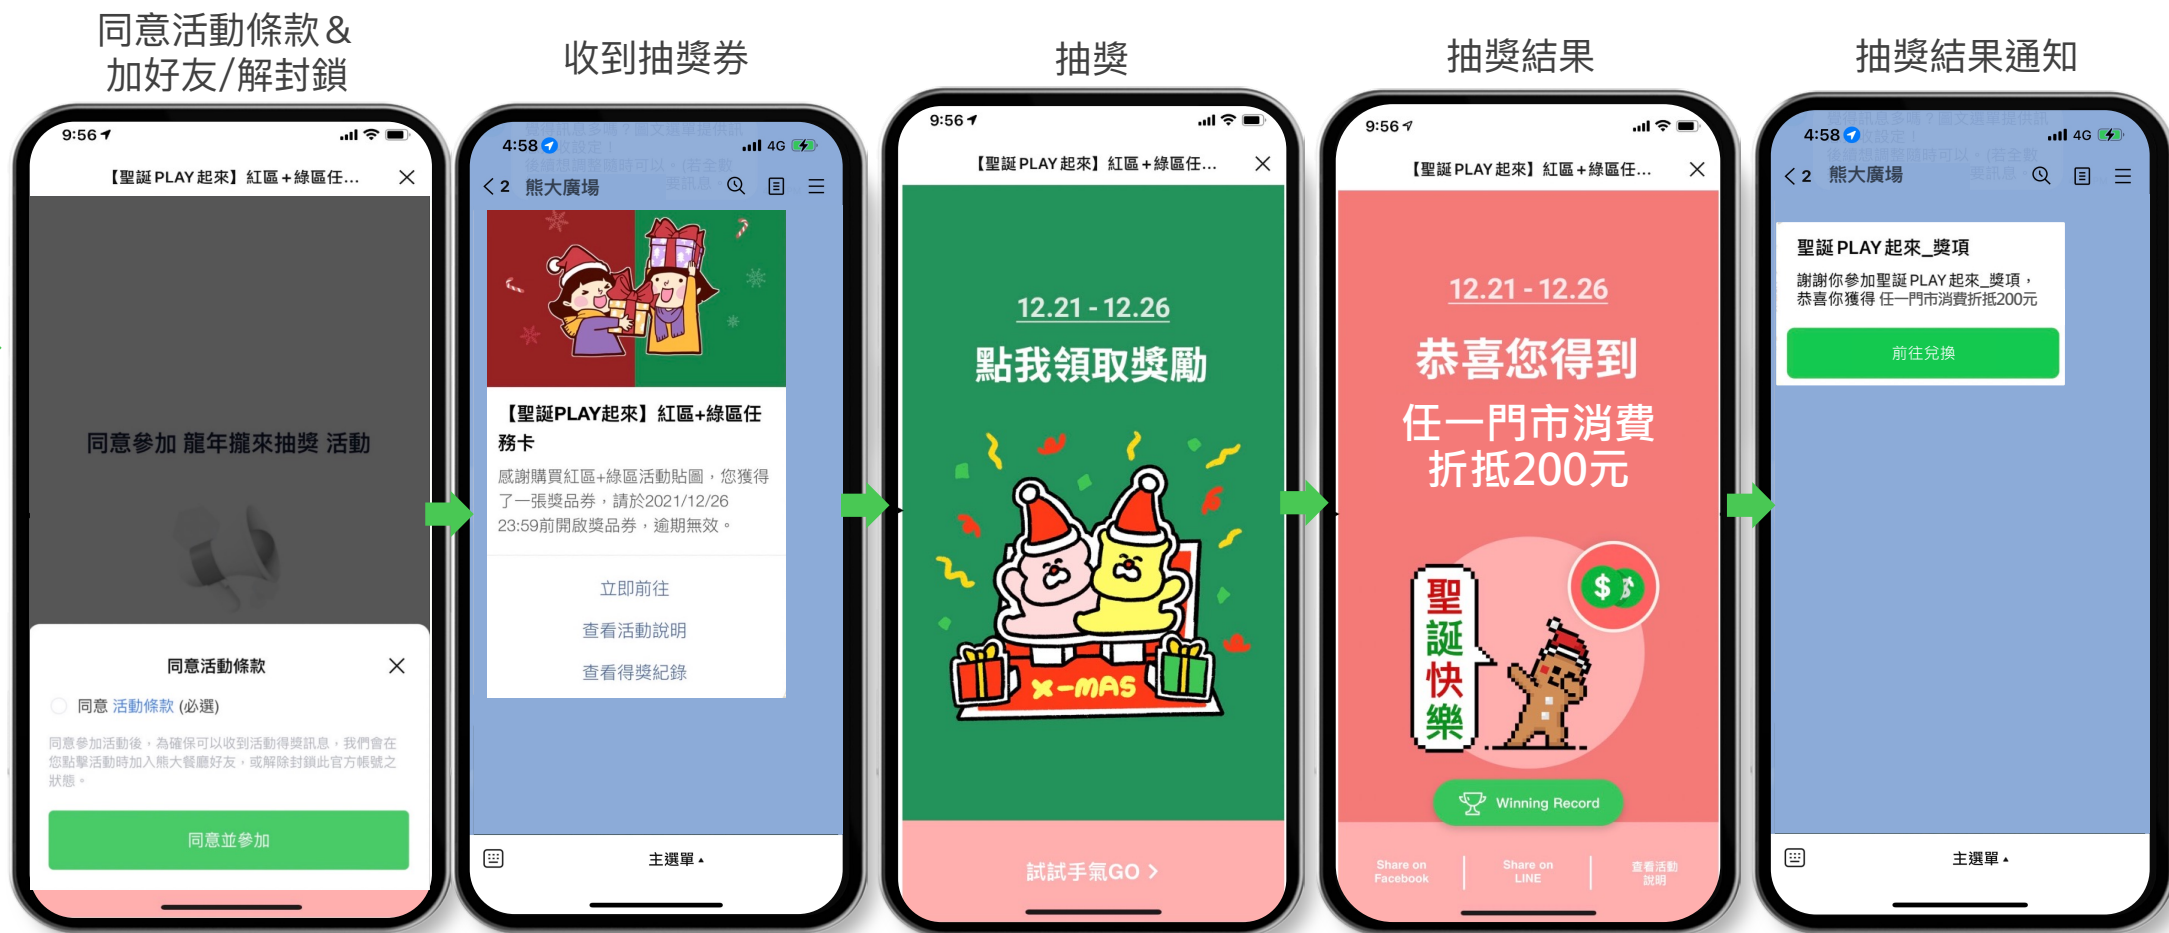 同意活動條款&
加好友/解封鎖
收到抽獎券
抽獎
抽獎結果
抽獎結果通知
9:56
【聖誕PLAY起來】紅區+綠區任...
同意參加 龍年攏來抽獎 活動
同意活動條款
同意 活動條款 (必選)
同意參加活動後，為確保可以收到活動得獎訊息，我們會在
您點擊活動時加入熊大餐廳好友，或解除封鎖此官方帳號之
狀態。
同意並參加
4:58
4G
2 熊大廣場
【聖誕PLAY起來】紅區+綠區任
務卡
感謝購買紅區+綠區活動貼圖，您獲得
了一張獎品券，請於2021/12/26
23:59前開啟獎品券，逾期無效。
立即前往
查看活動說明
查看得獎紀錄
主選單
9:56
【聖誕PLAY起來】紅區+綠區任...
12.21 - 12.26
點我領取獎勵
X-MAS
試試手氣GO >
9:56
【聖誕PLAY起來】紅區+綠區任...
12.21 - 12.26
恭喜您得到
任一門市消費
折抵200元
聖誕快樂
$
Winning Record
Share on
Facebook
Share on
LINE
查看活動
說明
4:58
4G
2 熊大廣場
聖誕PLAY起來_獎項
謝謝你參加聖誕PLAY起來_獎項，
恭喜你獲得 任一門市消費折抵200元
前往兌換
主選單